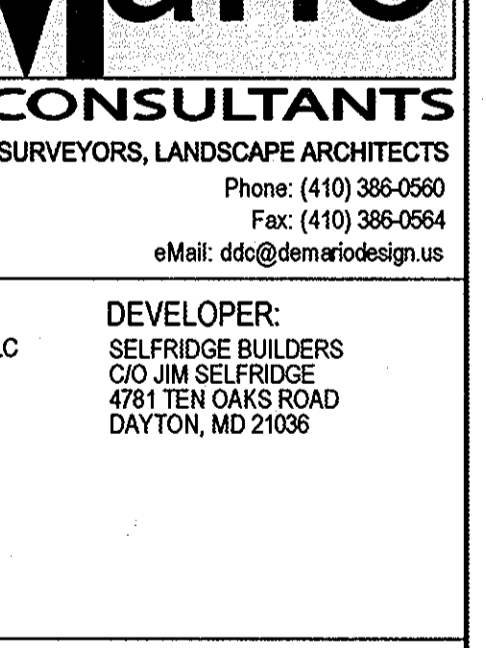 CONSULTANTS
SURVEYORS, LANDSCAPE ARCHITECTS
Phone: (410) 386-0560
Fax: (410) 386-0564
eMail: ddc@demariodesign.us
DEVELOPER:
SELFRIDGE BUILDERS
C/O JIM SELFRIDGE
4781 TEN OAKS ROAD
DAYTON, MD 21036